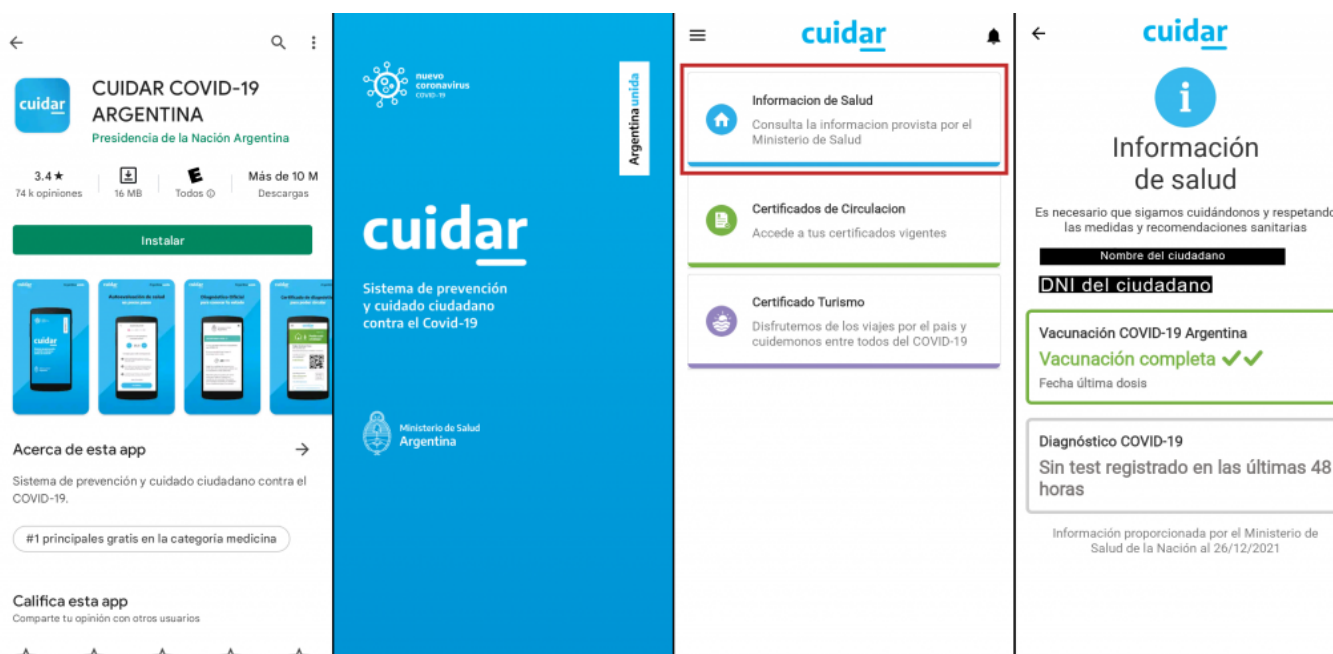 cuidar
CUIDAR COVID-19
ARGENTINA
Presidencia de la Nación Argentina
3.4★
74 k opiniones
16 MB
E
Todos
Más de 10 M
Descargas
Instalar
Autoevaluación de salud
Diagnóstico Oficial
cuidar
Acerca de esta app
Sistema de prevención y cuidado ciudadano contra el
COVID-19.
#1 principales gratis en la categoría medicina
Califica esta app
Comparte tu opinión con otros usuarios
nuevo
coronavirus
COVID-19
Argentina unida
cuidar
Sistema de prevención
y cuidado ciudadano
contra el Covid-19
Ministerio de Salud
Argentina
cuidar
Informacion de Salud
Consulta la informacion provista por el
Ministerio de Salud
Certificados de Circulacion
Accede a tus certificados vigentes
Certificado Turismo
Disfrutemos de los viajes por el pais y
cuidemonos entre todos del COVID-19
cuidar
i
Información
de salud
Es necesario que sigamos cuidándonos y respetando
las medidas y recomendaciones sanitarias
Nombre del ciudadano
DNI del ciudadano
Vacunación COVID-19 Argentina
Vacunación completa ✓✓
Fecha última dosis
Diagnóstico COVID-19
Sin test registrado en las últimas 48
horas
Información proporcionada por el Ministerio de
Salud de la Nación al 26/12/2021